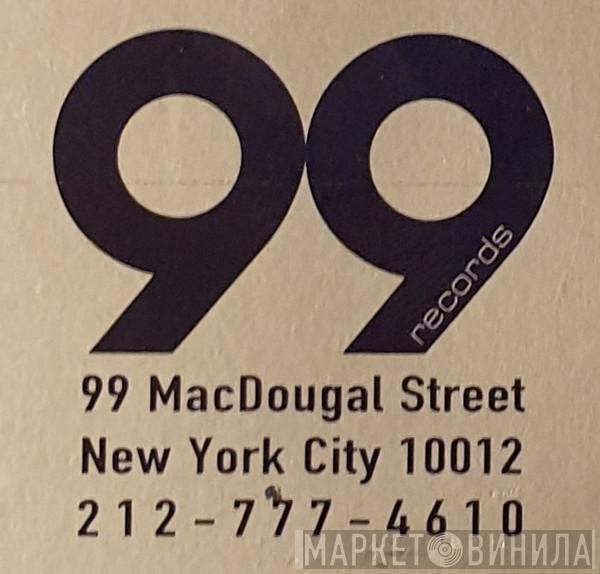 99
records
99 MacDougal Street
New York City 10012
212-777-4610
МАРКЕТ ВИНИЛА